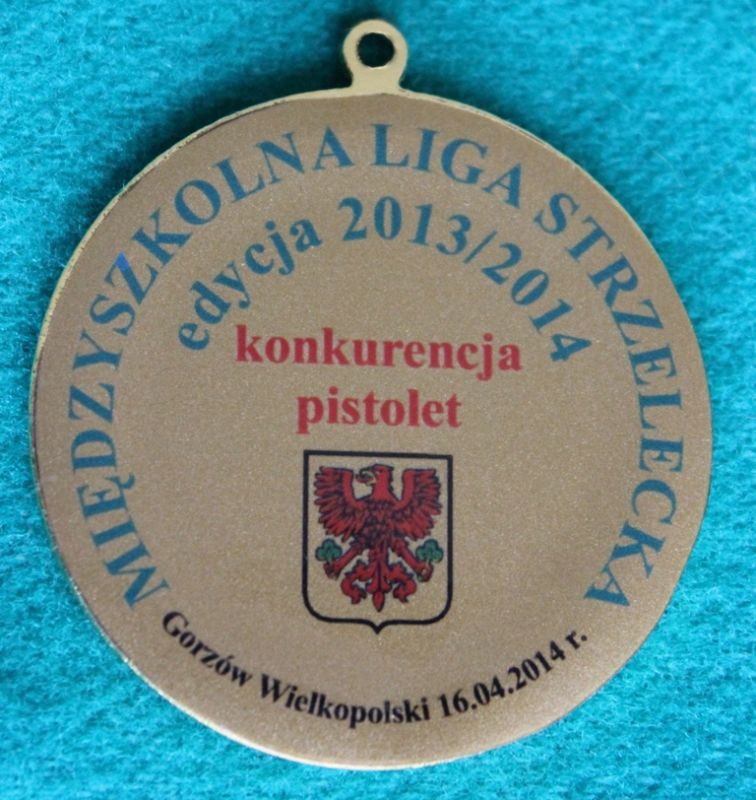 MIĘDZYSZKOLNA LIGA STRZELECKA
edycja 2013/2014
konkurencja
pistolet
Gorzów Wielkopolski 16.04.2014 r.